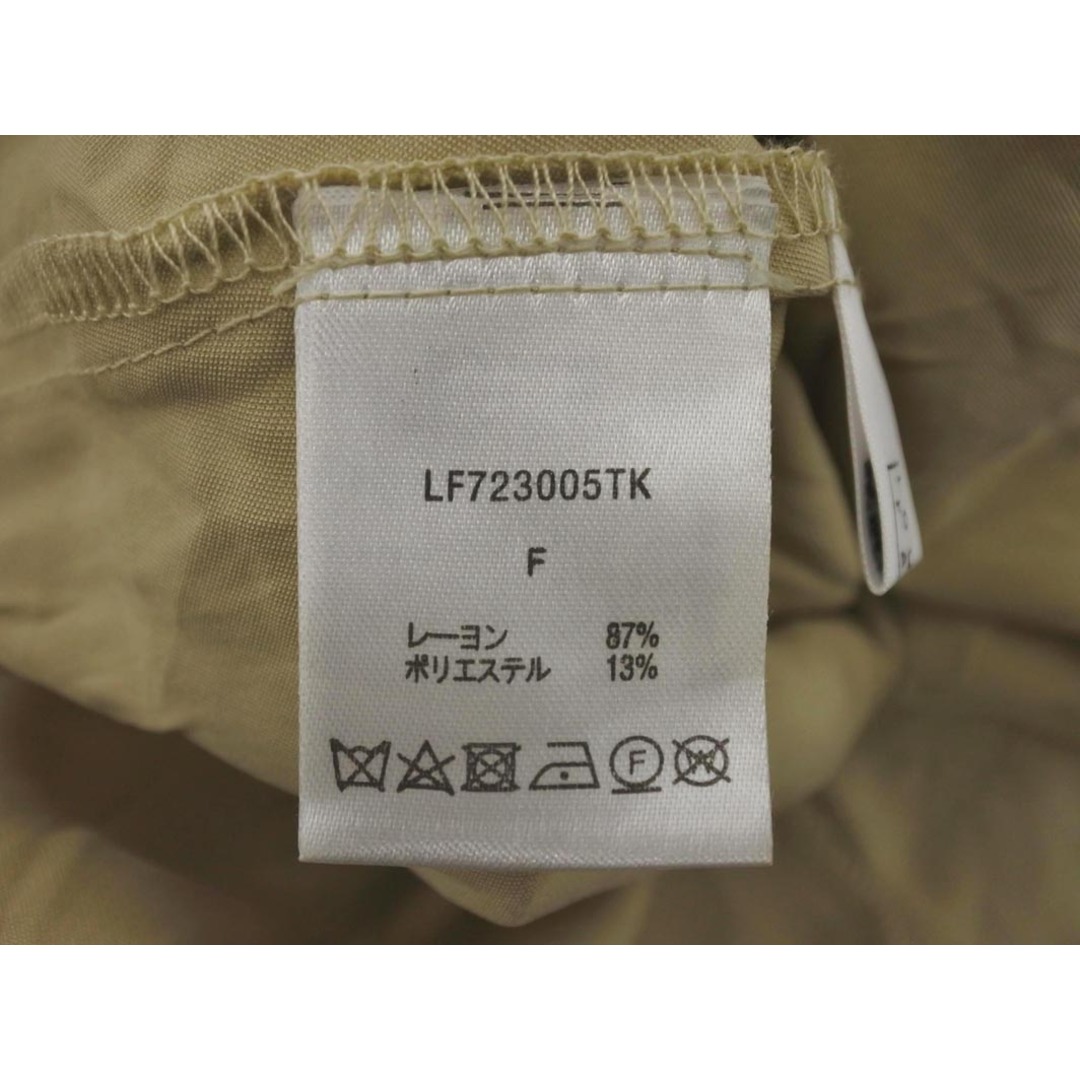 LF723005TK
F
レーヨン 87%
ポリエステル 13%
F
W